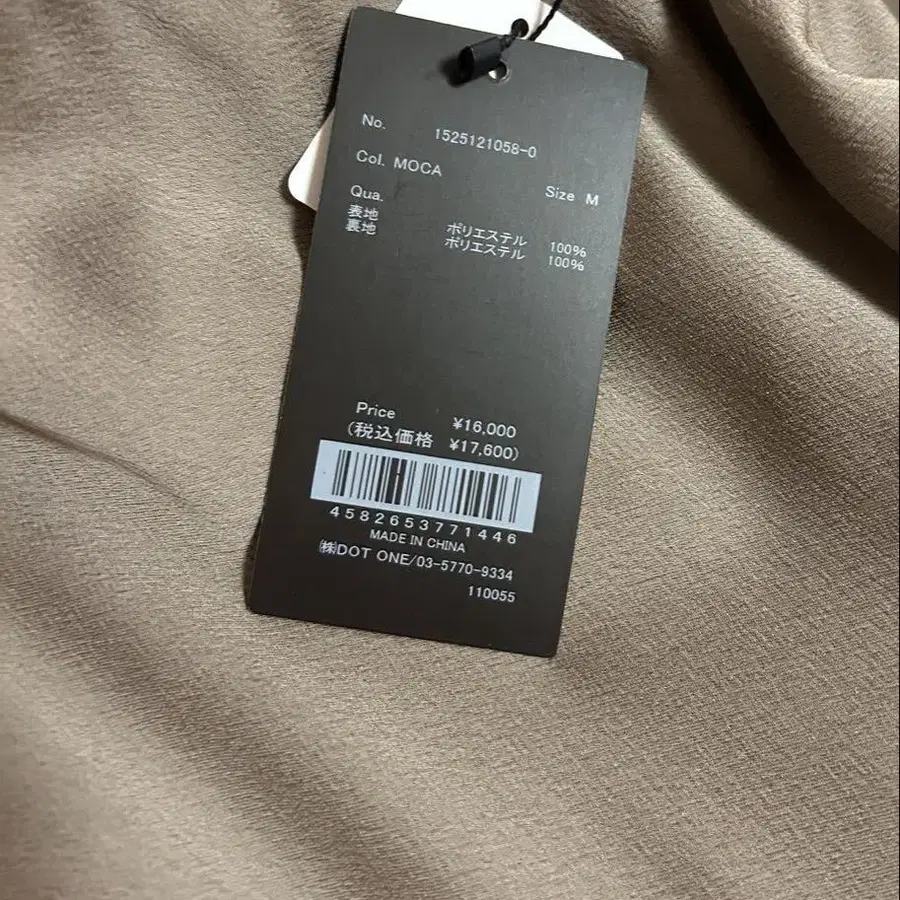 No. 1525121058-0
Col. MOCA
Size M
Qua.
表地 ポリエステル 100%
裏地 ポリエステル 100%
Price ¥16,000
(税込価格 ¥17,600)
4582653771446
MADE IN CHINA
㈱DOT ONE/03-5770-9334
110055